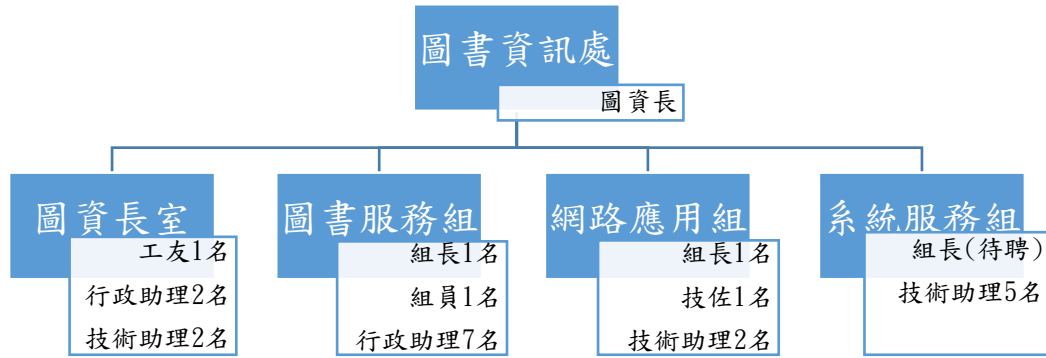 圖書資訊處
圖資長
圖資長室
工友1名
行政助理2名
技術助理2名
圖書服務組
組長1名
組員1名
行政助理7名
網路應用組
組長1名
技佐1名
技術助理2名
系統服務組
組長(待聘)
技術助理5名